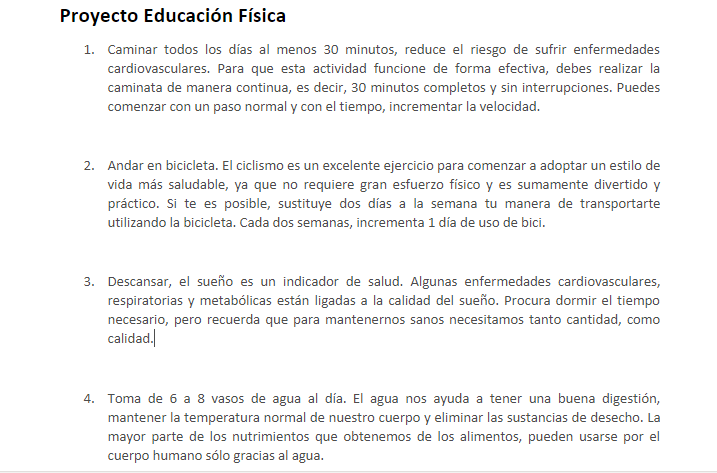 Proyecto Educación Física
1. Caminar todos los días al menos 30 minutos, reduce el riesgo de sufrir enfermedades
cardiovasculares. Para que esta actividad funcione de forma efectiva, debes realizar la
caminata de manera continua, es decir, 30 minutos completos y sin interrupciones. Puedes
comenzar con un paso normal y con el tiempo, incrementar la velocidad.
2. Andar en bicicleta. El ciclismo es un excelente ejercicio para comenzar a adoptar un estilo de
vida más saludable, ya que no requiere gran esfuerzo físico y es sumamente divertido y
práctico. Si te es posible, sustituye dos días a la semana tu manera de transportarte
utilizando la bicicleta. Cada dos semanas, incrementa 1 día de uso de bici.
3. Descansar, el sueño es un indicador de salud. Algunas enfermedades cardiovasculares,
respiratorias y metabólicas están ligadas a la calidad del sueño. Procura dormir el tiempo
necesario, pero recuerda que para mantenernos sanos necesitamos tanto cantidad, como
calidad.
4. Toma de 6 a 8 vasos de agua al día. El agua nos ayuda a tener una buena digestión,
mantener la temperatura normal de nuestro cuerpo y eliminar las sustancias de desecho. La
mayor parte de los nutrimientos que obtenemos de los alimentos, pueden usarse por el
cuerpo humano sólo gracias al agua.